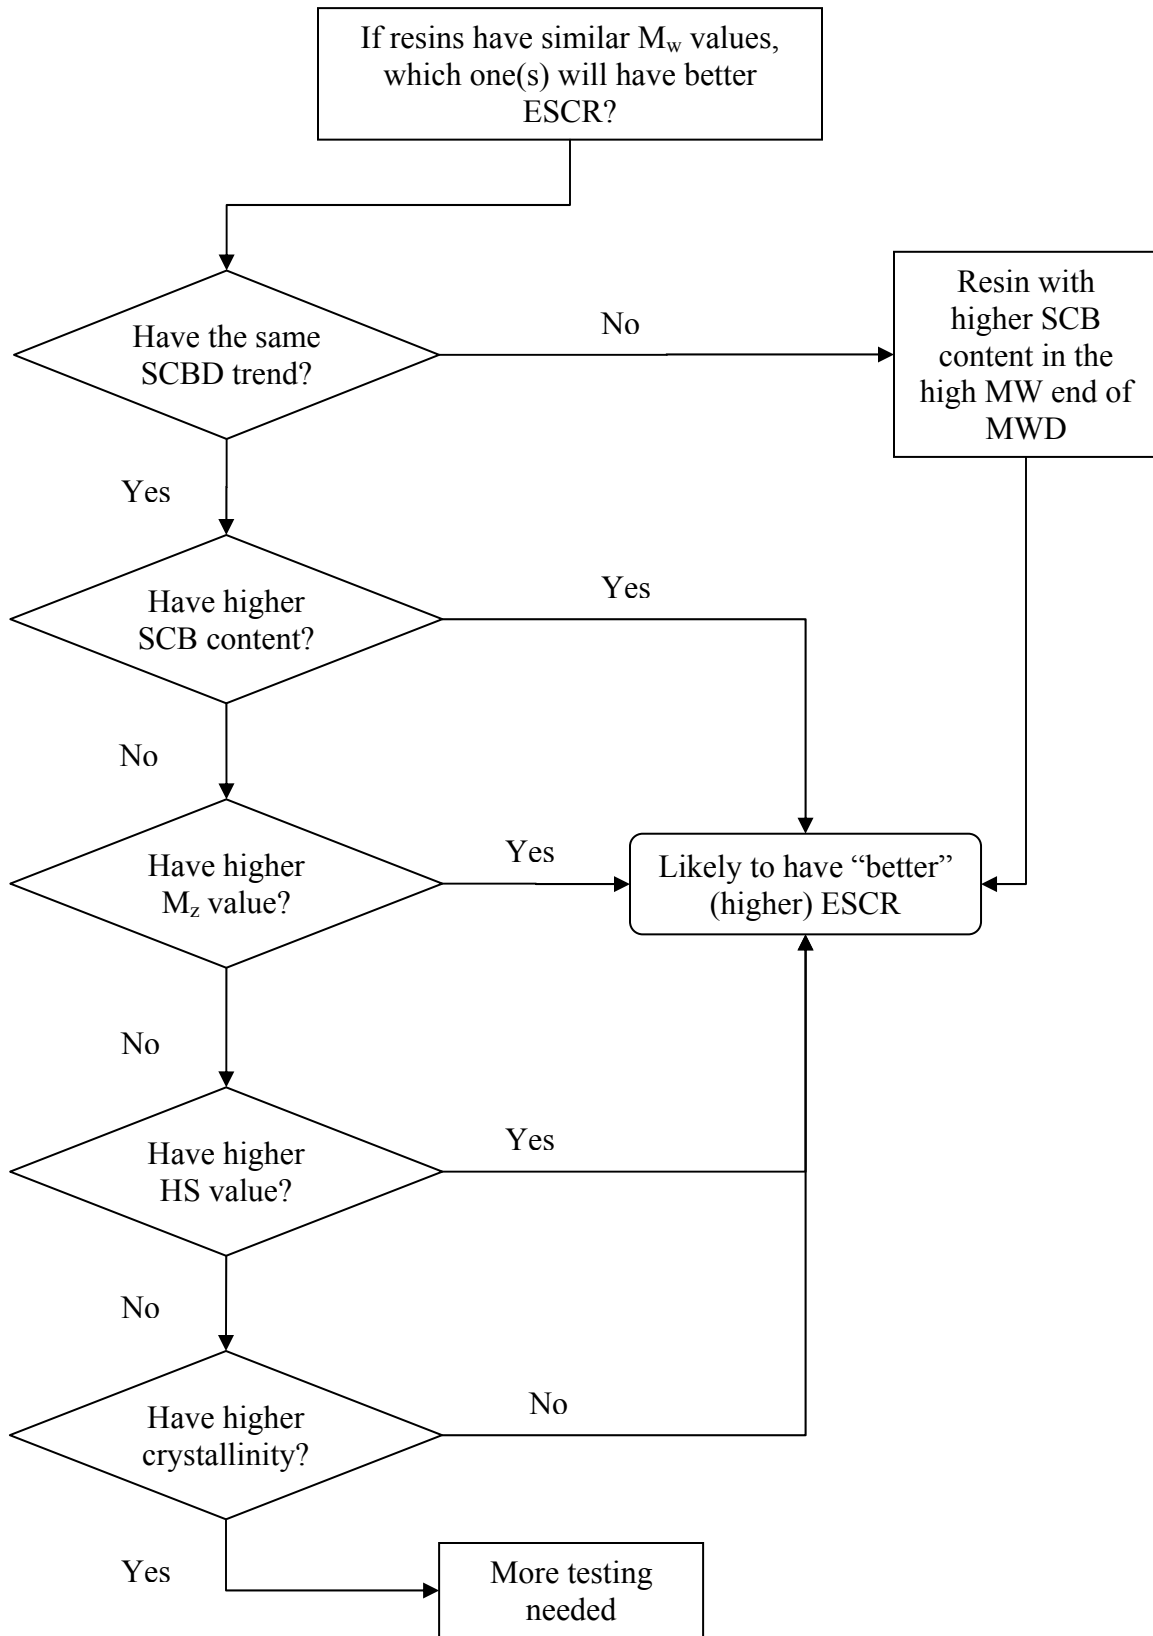 If resins have similar Mw values,
which one(s) will have better
ESCR?
Have the same
SCBD trend?
No
Resin with
higher SCB
content in the
high MW end of
MWD
Yes
Have higher
SCB content?
Yes
No
Have higher
Mz value?
Yes
Likely to have “better”
(higher) ESCR
No
Have higher
HS value?
Yes
No
Have higher
crystallinity?
No
Yes
More testing
needed